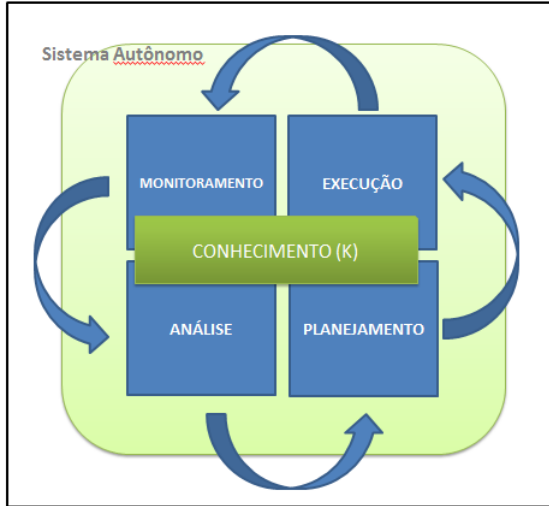 Sistema Autônomo
MONITORAMENTO
EXECUÇÃO
CONHECIMENTO (K)
ANÁLISE
PLANEJAMENTO